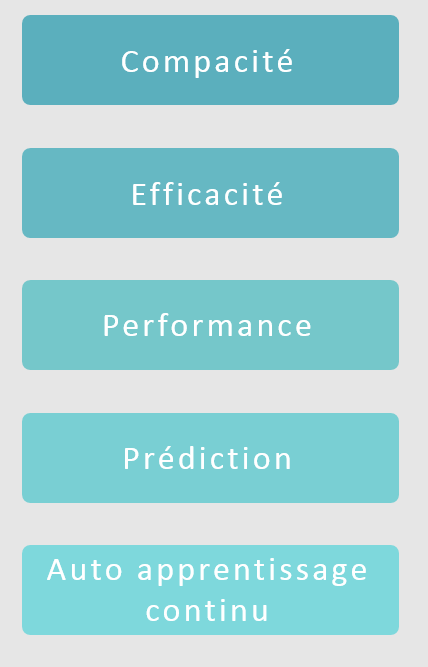 Compacité
Efficacité
Performance
Prédiction
Auto apprentissage
continu